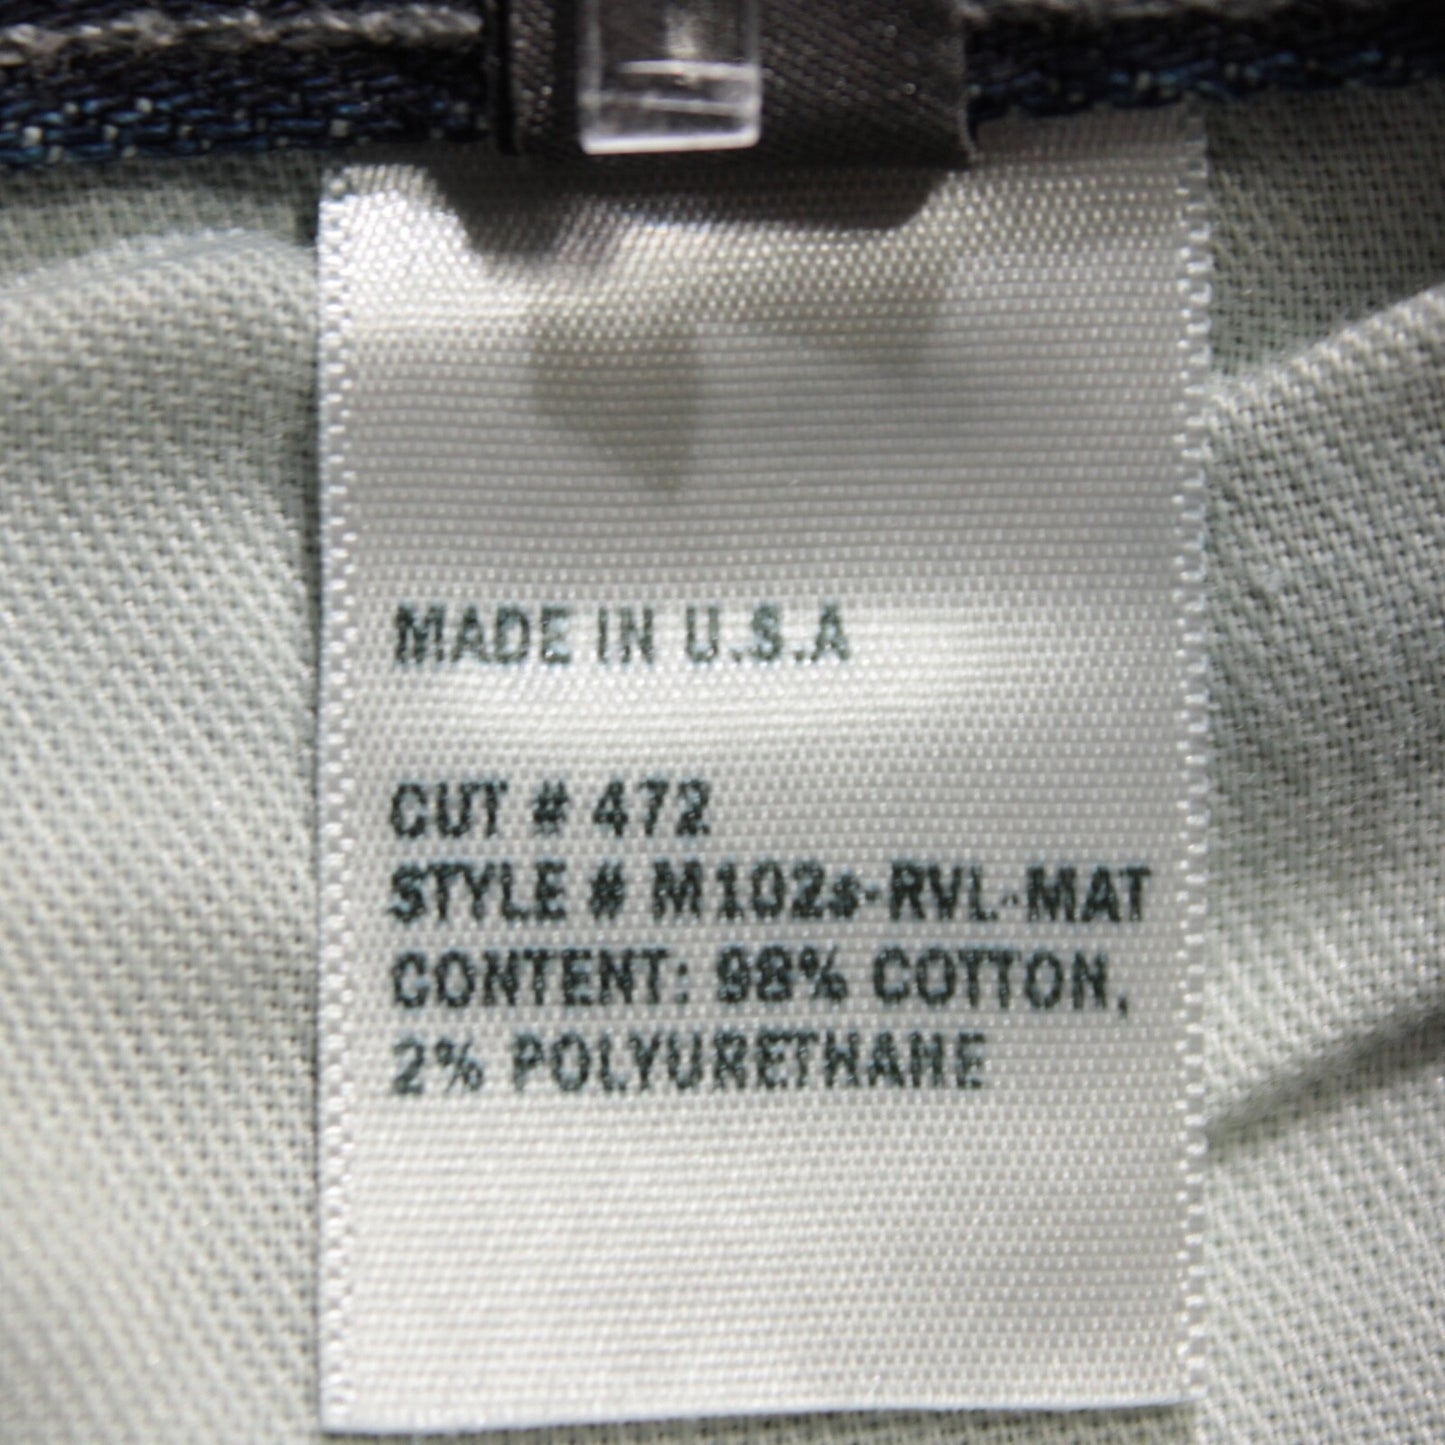 MADE IN U.S.A
CUT # 472
STYLE # M102s-RVL-MAT
CONTENT: 98% COTTON,
2% POLYURETHANE